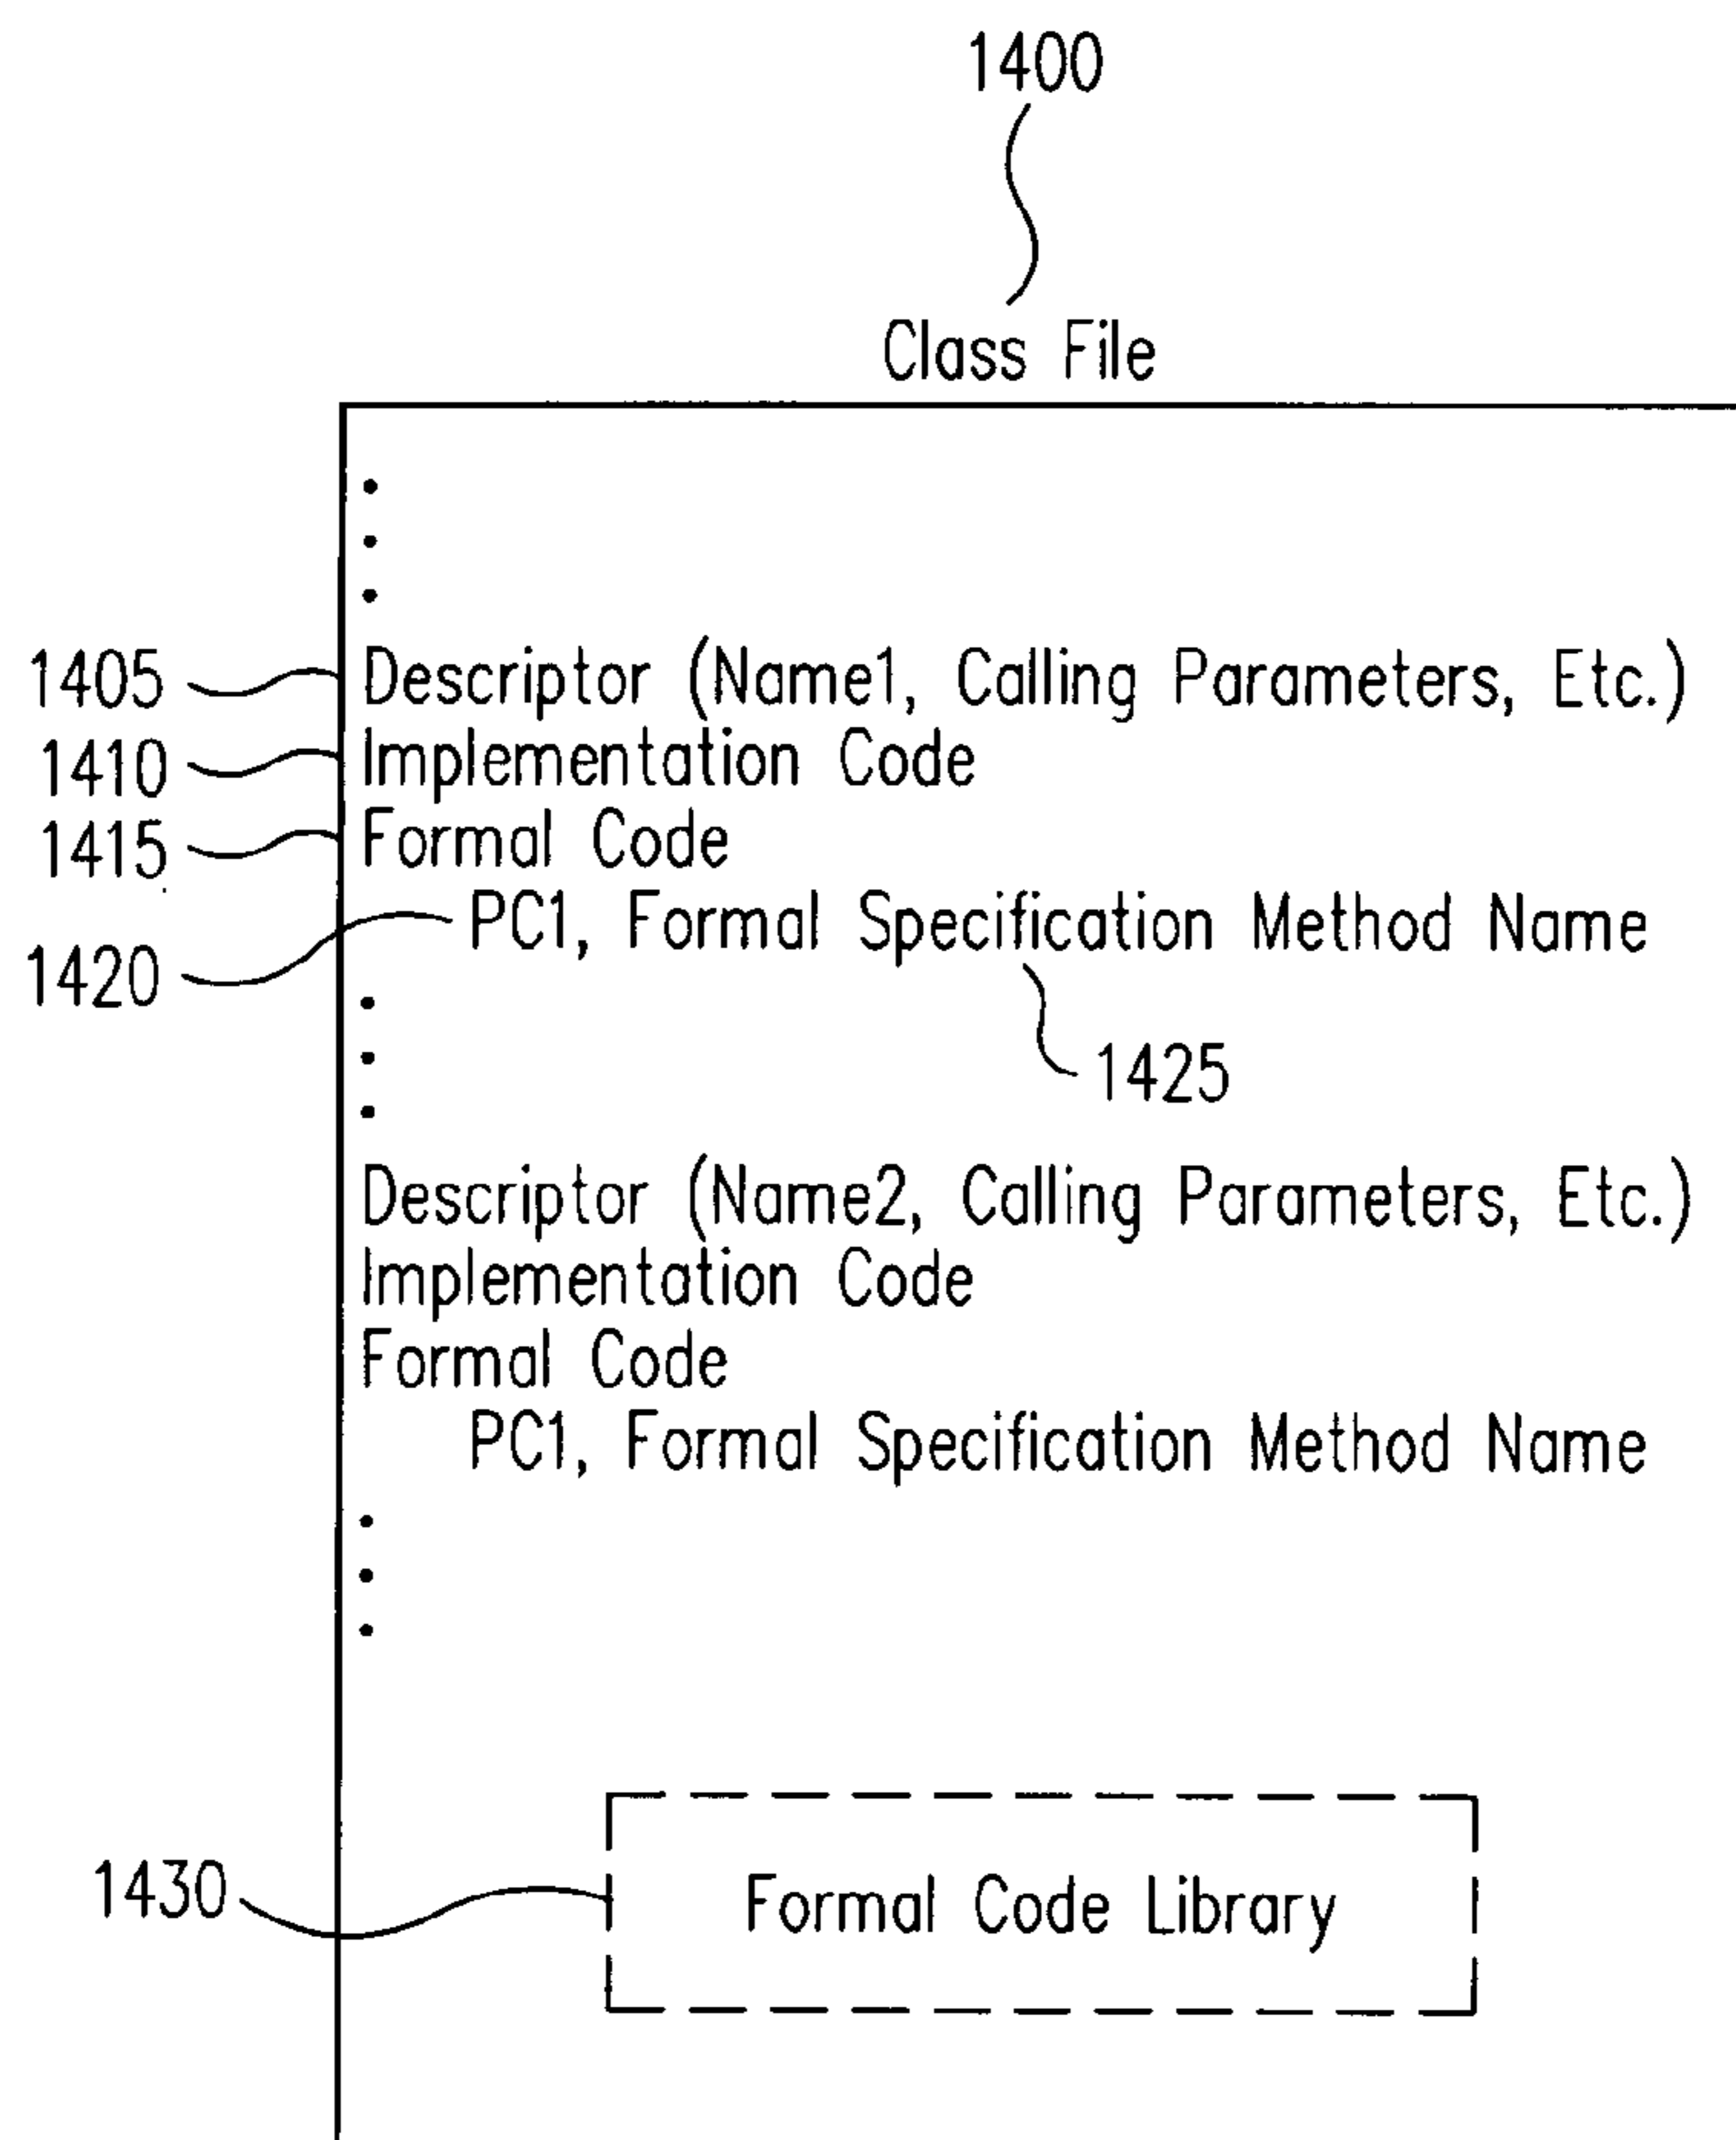 1400
Class File
1405 Descriptor (Name1, Calling Parameters, Etc.)
1410 Implementation Code
1415 Formal Code
PC1, Formal Specification Method Name
1420
1425
Descriptor (Name2, Calling Parameters, Etc.)
Implementation Code
Formal Code
PC1, Formal Specification Method Name
1430 Formal Code Library